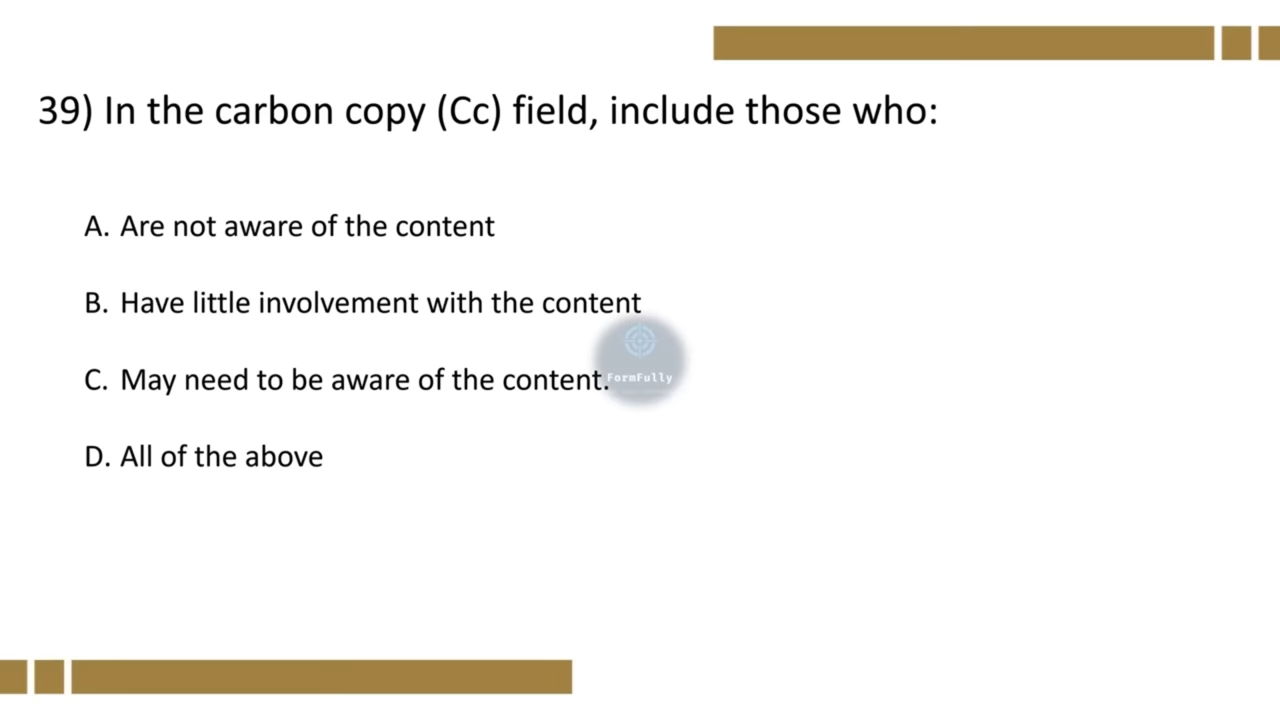 39) In the carbon copy (Cc) field, include those who:
A. Are not aware of the content
B. Have little involvement with the content
C. May need to be aware of the content.
FormFully
D. All of the above